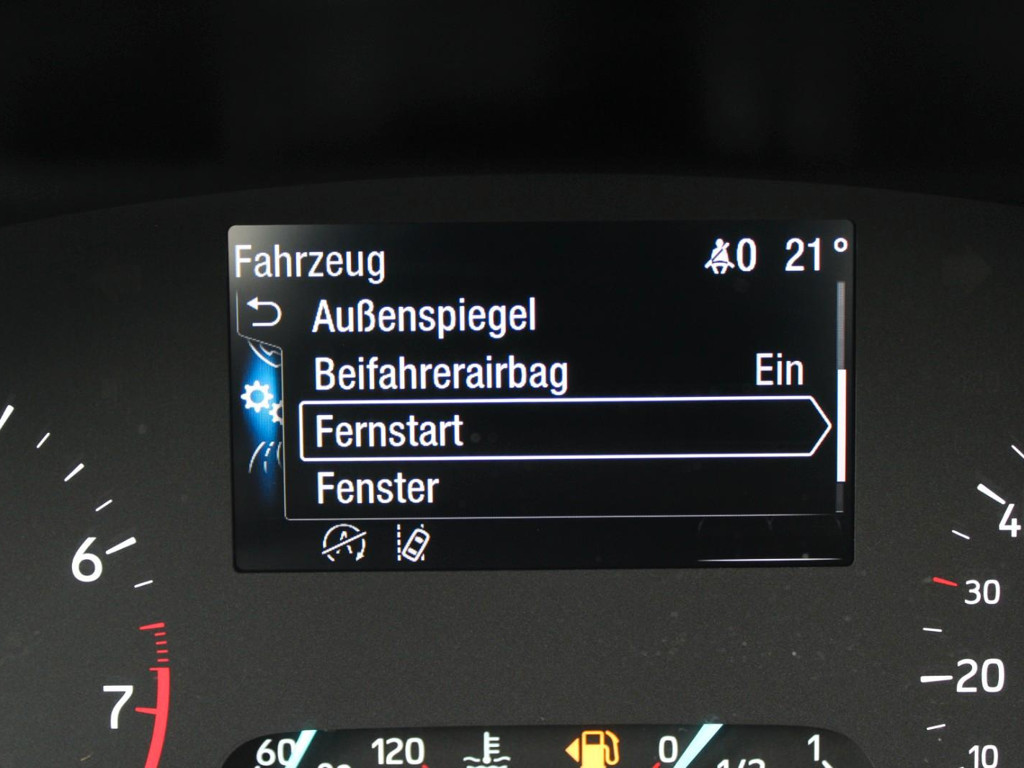 Fahrzeug 0 21°
Außenspiegel
Beifahrerairbag Ein
Fernstart
Fenster
6
7
4
30
20
10
60 120 0 1
1/2